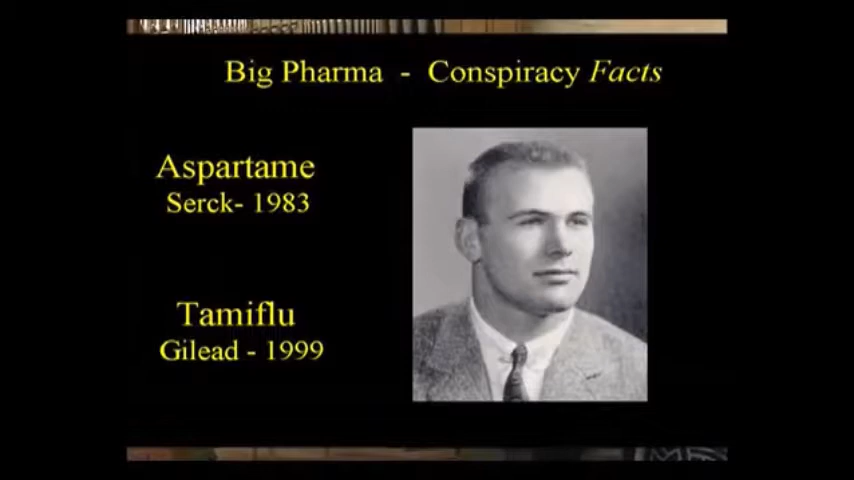 Big Pharma - Conspiracy Facts
Aspartame
Serck- 1983
Tamiflu
Gilead - 1999